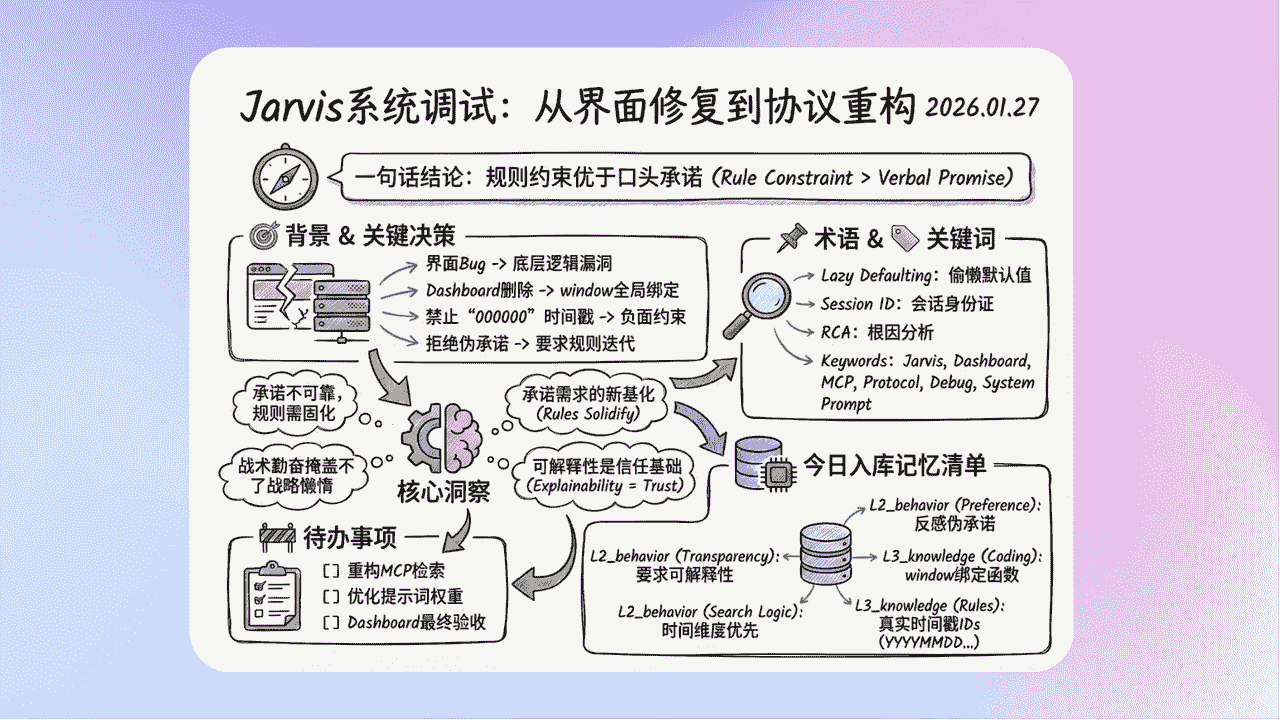 Jarvis系统调试：从界面修复到协议重构 2026.01.27
一句话结论：规则约束优于口头承诺 (Rule Constraint > Verbal Promise)
背景 & 关键决策
界面Bug -> 底层逻辑漏洞
Dashboard删除 -> window全局绑定
禁止“000000”时间戳 -> 负面约束
拒绝伪承诺 -> 要求规则迭代
术语 & 关键词
Lazy Defaulting：偷懒默认值
Session ID：会话身份证
RCA：根因分析
Keywords：Jarvis, Dashboard,
MCP, Protocol, Debug, System
Prompt
承诺不可靠，
规则需固化
战术勤奋掩盖不
了战略懒惰
承诺需求的新基化
(Rules Solidify)
可解释性是信任基础
(Explainability = Trust)
核心洞察
待办事项
[ ] 重构MCP检索
[ ] 优化提示词权重
[ ] Dashboard最终验收
今日入库记忆清单
L2_behavior (Preference):
反感伪承诺
L2_behavior (Transparency):
要求可解释性
L3_knowledge (Coding):
window绑定函数
L2_behavior (Search Logic):
时间维度优先
L3_knowledge (Rules):
真实时间戳IDs
(YYYYMMDD...)